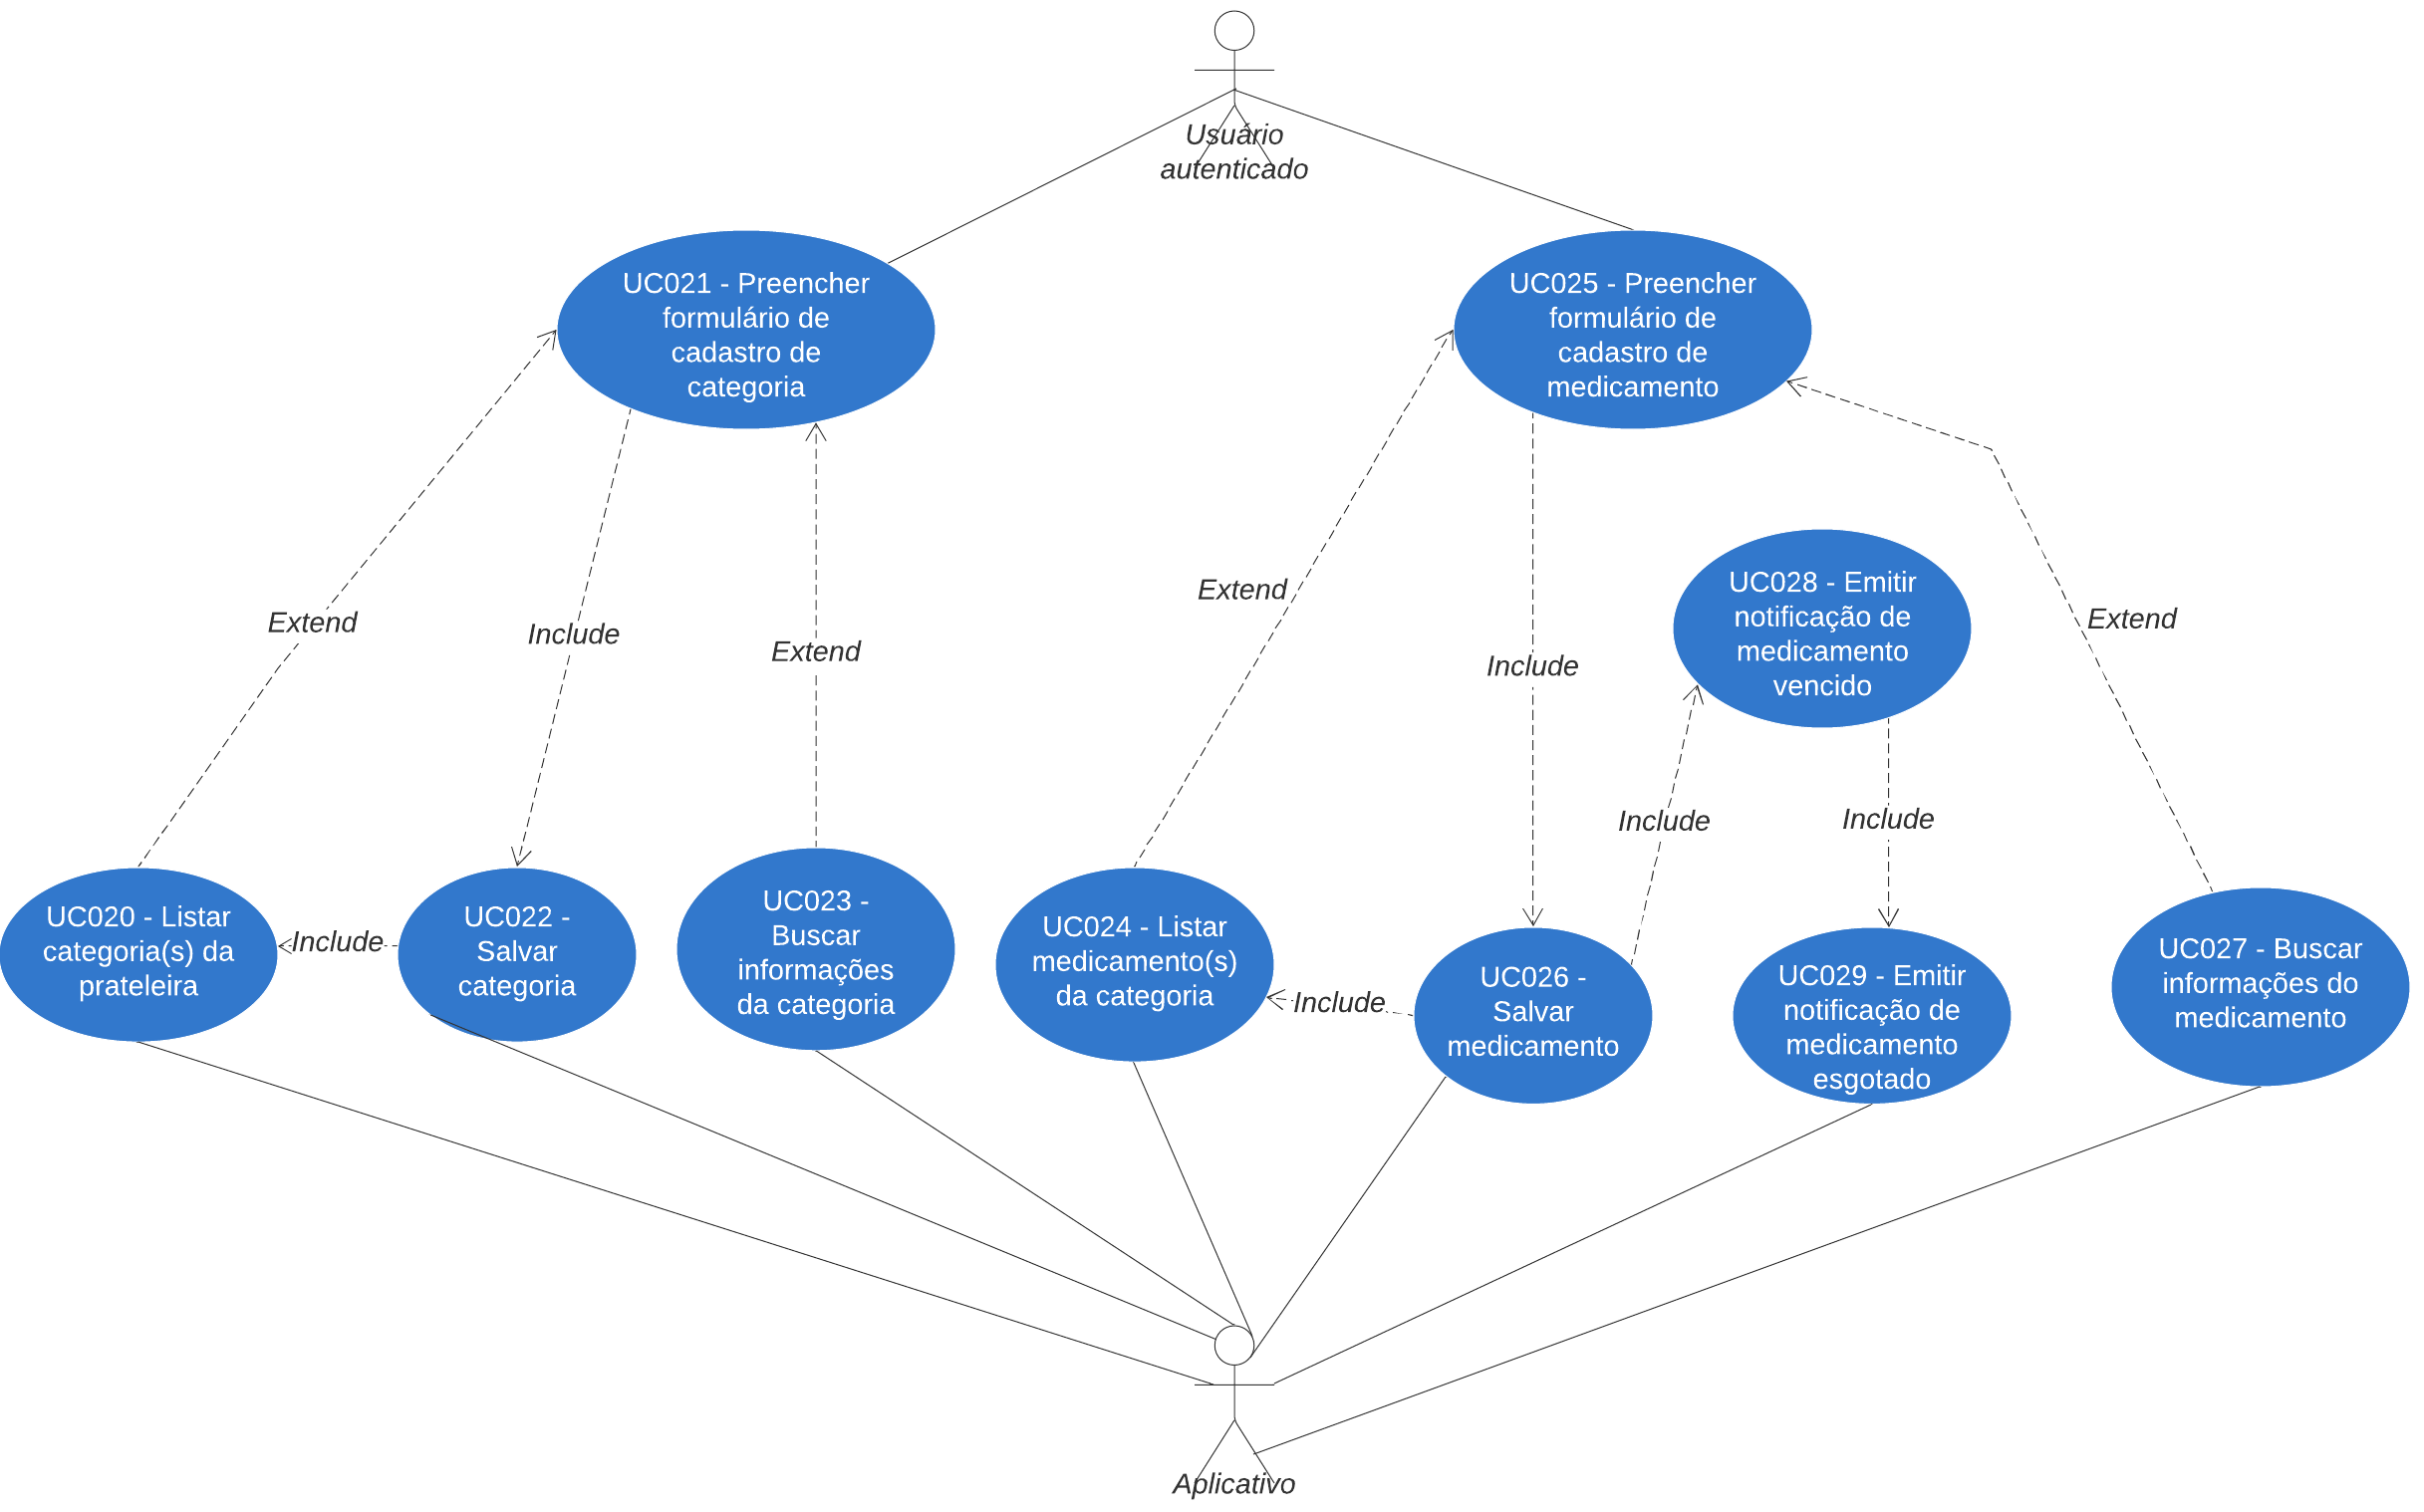 Usuário
autenticado
UC021 - Preencher
formulário de
cadastro de
categoria
UC025 - Preencher
formulário de
cadastro de
medicamento
UC028 - Emitir
notificação de
medicamento
vencido
Extend
Include
Extend
Extend
Include
Extend
Include
Include
UC020 - Listar
categoria(s) da
prateleira
Include
UC022 -
Salvar
categoria
UC023 -
Buscar
informações
da categoria
UC024 - Listar
medicamento(s)
da categoria
Include
UC026 -
Salvar
medicamento
UC029 - Emitir
notificação de
medicamento
esgotado
UC027 - Buscar
informações do
medicamento
Aplicativo